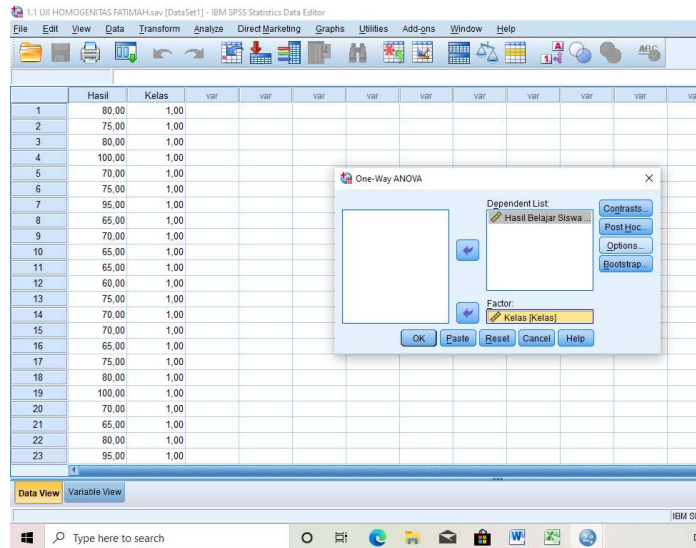 1.1 UJI HOMOGENITAS FATIMAH.sav [DataSet1] - IBM SPSS Statistics Data Editor
File Edit View Data Transform Analyze Direct Marketing Graphs Utilities Add-ons Window Help
Hasil Kelas var var var var var var var var va
1 80,00 1,00
2 75,00 1,00
3 80,00 1,00
4 100,00 1,00
5 70,00 1,00
6 75,00 1,00
7 95,00 1,00
8 65,00 1,00
9 70,00 1,00
10 65,00 1,00
11 65,00 1,00
12 60,00 1,00
13 75,00 1,00
14 70,00 1,00
15 70,00 1,00
16 65,00 1,00
17 75,00 1,00
18 80,00 1,00
19 100,00 1,00
20 70,00 1,00
21 65,00 1,00
22 80,00 1,00
23 95,00 1,00
One-Way ANOVA
Dependent List:
Hasil Belajar Siswa ...
Contrasts...
Post Hoc...
Options...
Bootstrap...
Factor:
Kelas [Kelas]
OK Paste Reset Cancel Help
Data View Variable View
IBM S
Type here to search